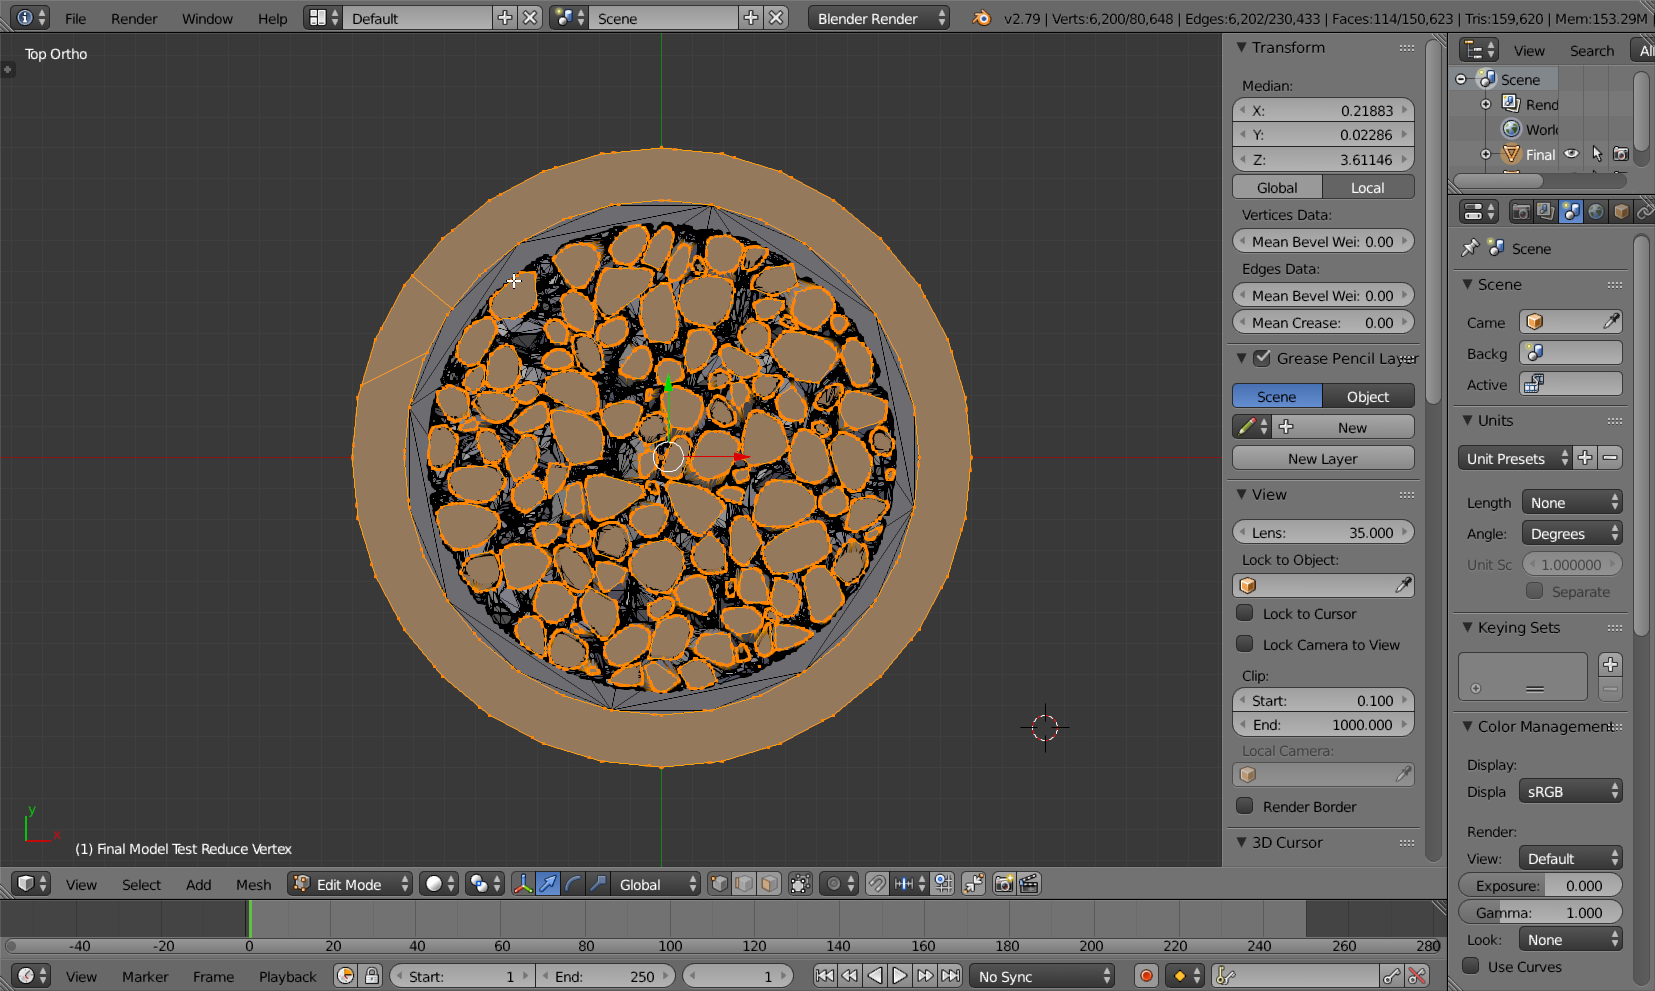 File Render Window Help Default Scene Blender Render v2.79 | Verts:6,200/80,648 | Edges:6,202/230,433 | Faces:114/150,623 | Tris:159,620 | Mem:153.29M
Top Ortho
Transform
Median:
X: 0.21883
Y: 0.02286
Z: 3.61146
Global Local
Vertices Data:
Mean Bevel Wei: 0.00
Edges Data:
Mean Bevel Wei: 0.00
Mean Crease: 0.00
Grease Pencil Layer
Scene Object
New
New Layer
View
Lens: 35.000
Lock to Object:
Lock to Cursor
Lock Camera to View
Clip:
Start: 0.100
End: 1000.000
Local Camera:
Render Border
3D Cursor
View Search All
Scene
Rend
World
Final
Scene
Scene
Came
Backg
Active
Units
Unit Presets
Length None
Angle: Degrees
Unit Sc 1.000000
Separate
Keying Sets
Color Management
Display:
Displa sRGB
Render:
View: Default
Exposure: 0.000
Gamma: 1.000
Look: None
Use Curves
y
x
(1) Final Model Test Reduce Vertex
View Select Add Mesh Edit Mode Global
-40 -20 0 20 40 60 80 100 120 140 160 180 200 220 240 260 280
View Marker Frame Playback Start: 1 End: 250 1 No Sync